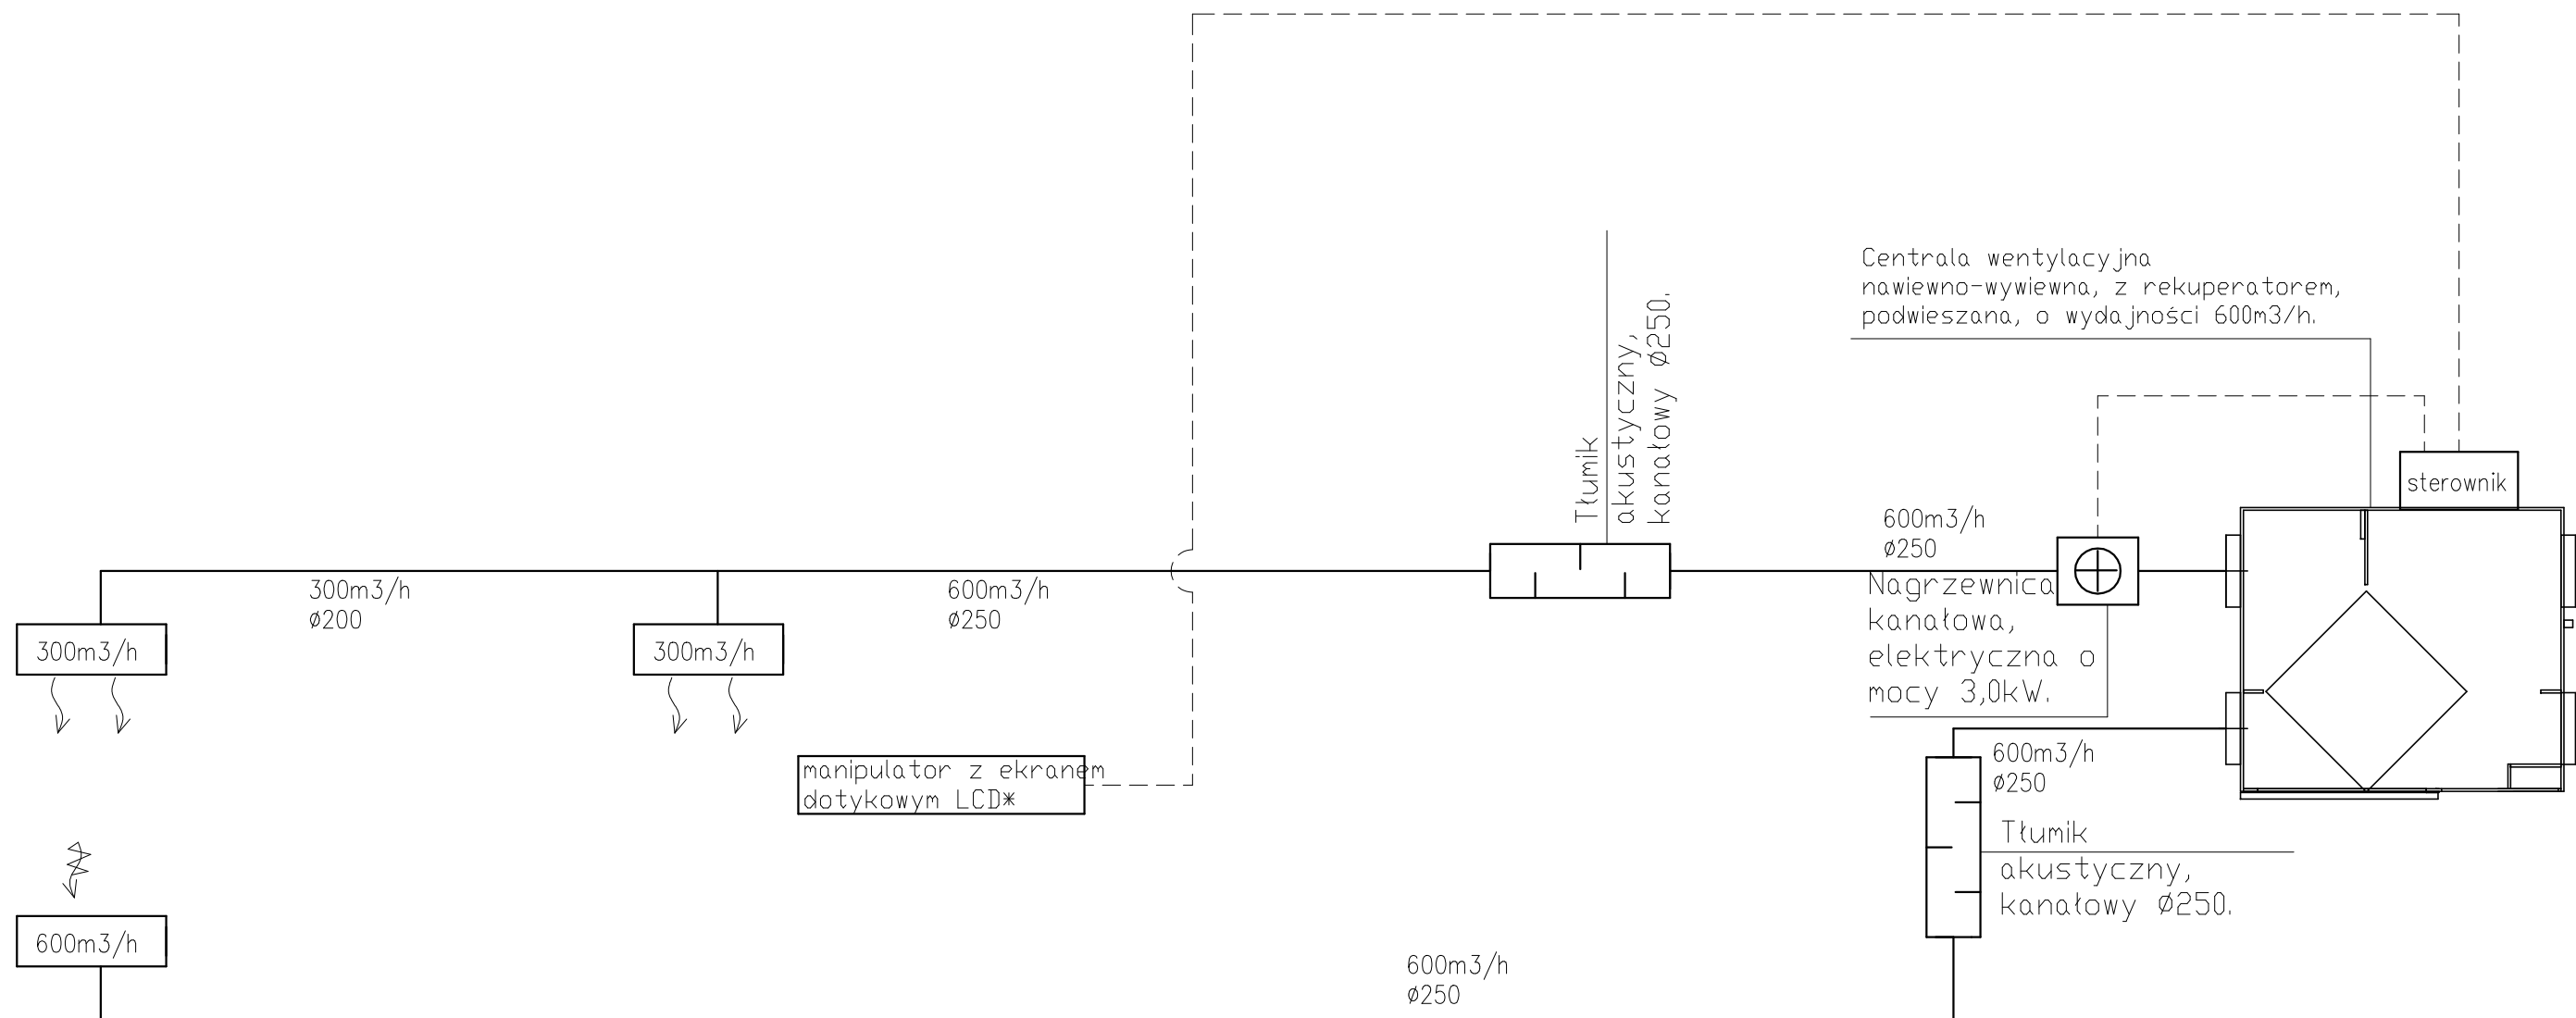 Centrala wentylacyjna
nawiewno-wywiewna, z rekuperatorem,
podwieszana, o wydajności 600m3/h.
Tłumik
akustyczny,
kanałowy Ø250.
sterownik
600m3/h
ø250
300m3/h
ø200
600m3/h
ø250
Nagrzewnica
kanałowa,
elektryczna o
mocy 3,0kW.
300m3/h
300m3/h
manipulator z ekranem
dotykowym LCD*
600m3/h
ø250
Tłumik
akustyczny,
kanałowy Ø250.
600m3/h
600m3/h
ø250